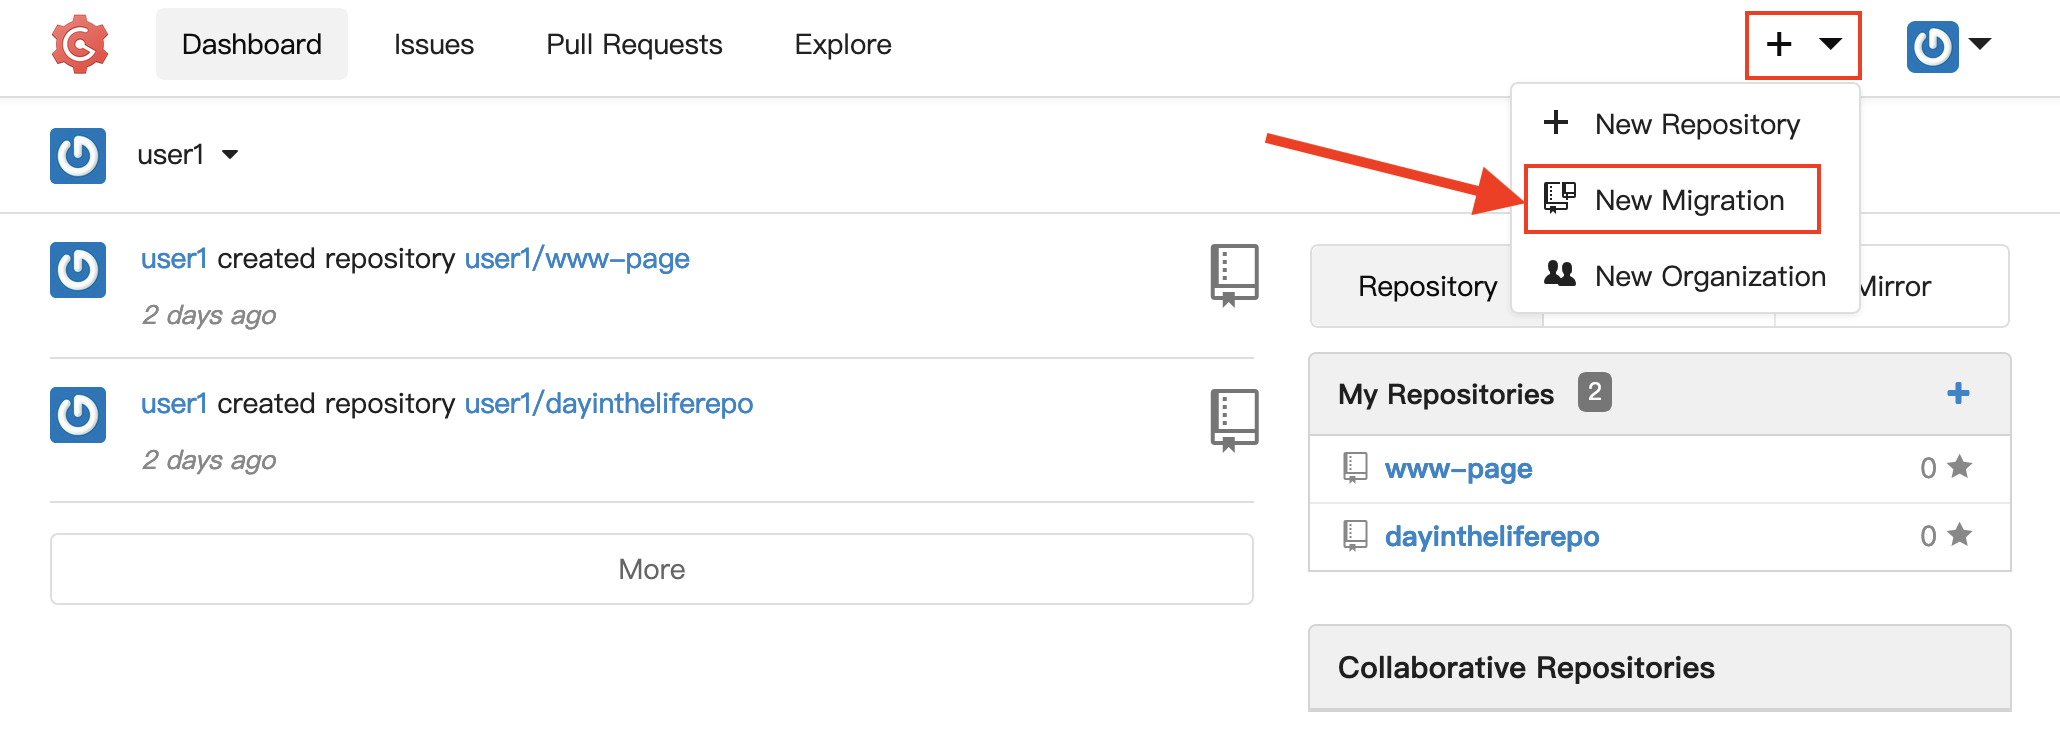 Dashboard Issues Pull Requests Explore
New Repository
New Migration
New Organization
user1
user1 created repository user1/www-page
2 days ago
user1 created repository user1/dayintheliferepo
2 days ago
More
Repository Mirror
My Repositories 2
www-page 0
dayintheliferepo 0
Collaborative Repositories